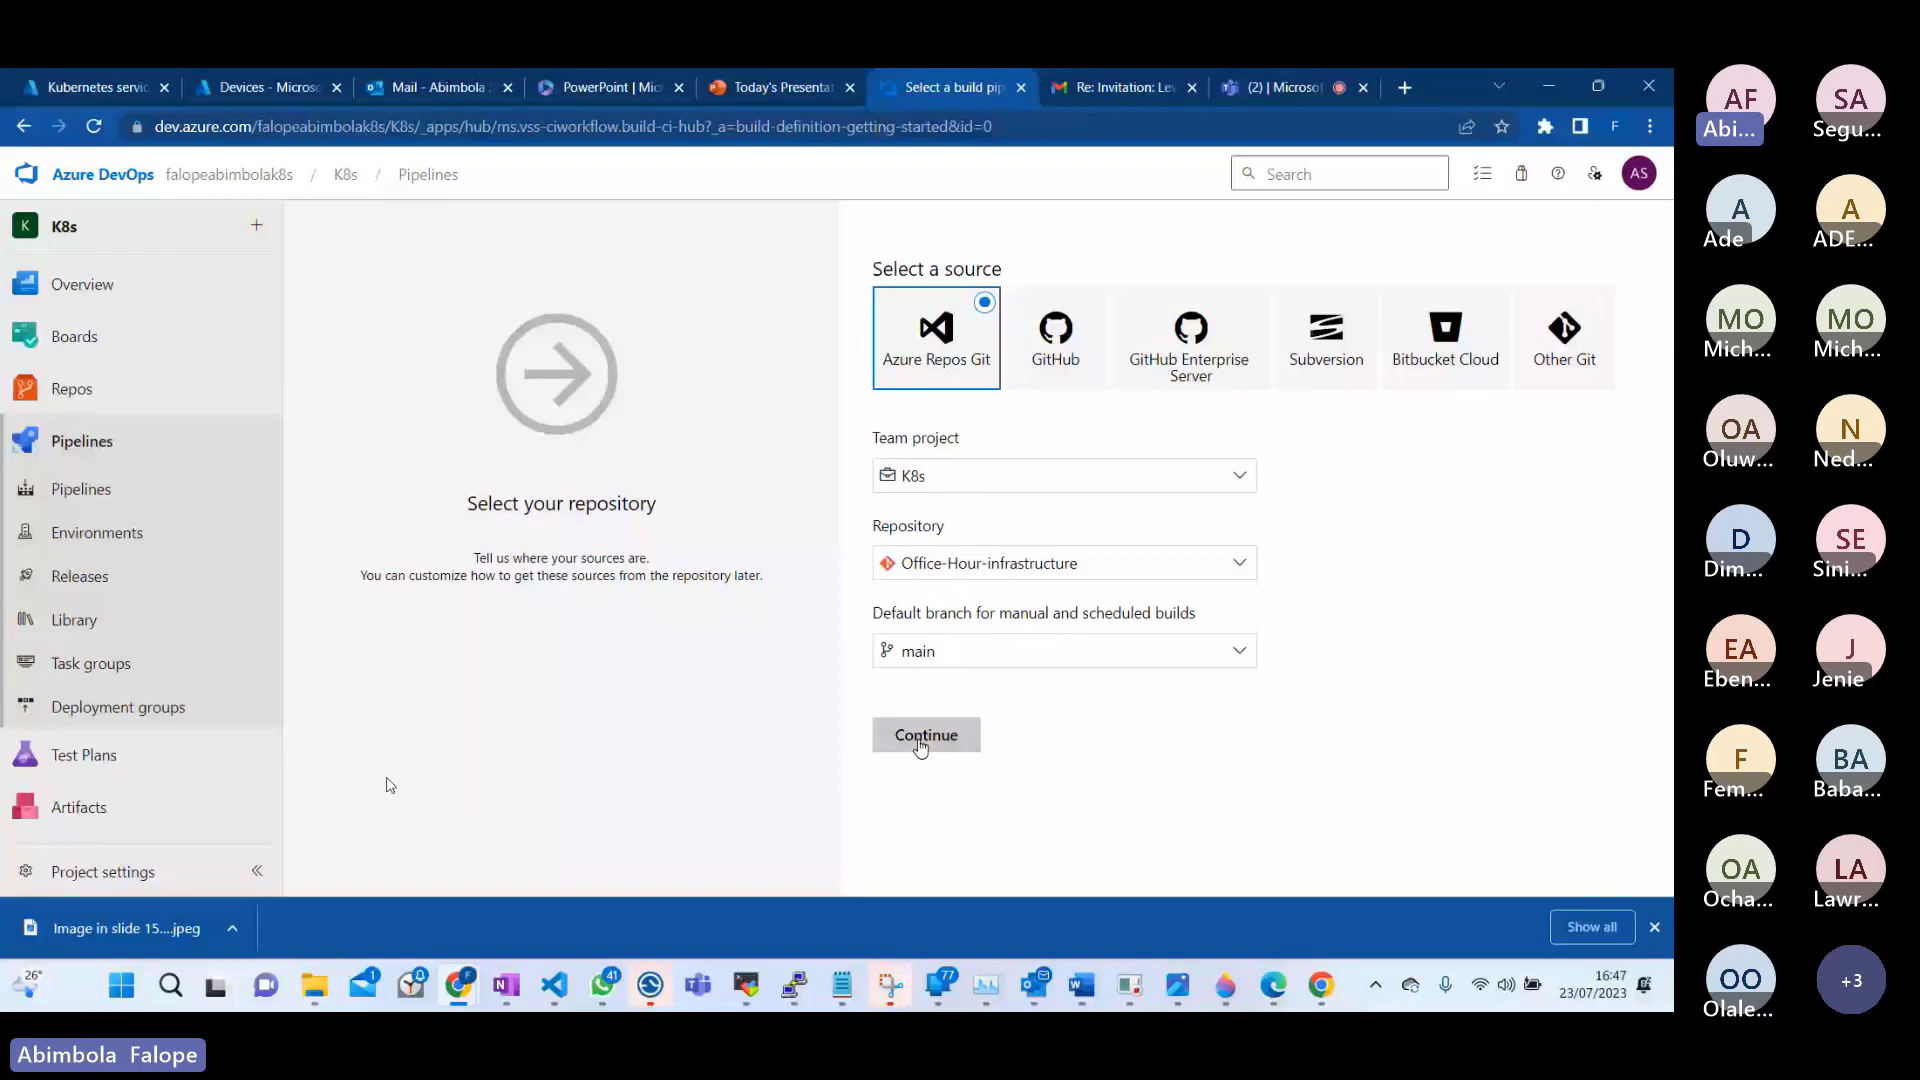 Kubernetes servic
Devices - Microso
Mail - Abimbola
PowerPoint | Mic
Today's Presentat
Select a build pip
Re: Invitation: Lev
(2) | Microsof
dev.azure.com/falopeabimbolak8s/K8s/_apps/hub/ms.vss-ciworkflow.build-ci-hub?_a=build-definition-getting-started&id=0
F
Azure DevOps falopeabimbolak8s / K8s / Pipelines
Search
AS
K K8s
Overview
Boards
Repos
Pipelines
Pipelines
Environments
Releases
Library
Task groups
Deployment groups
Test Plans
Artifacts
Project settings
Select your repository
Tell us where your sources are.
You can customize how to get these sources from the repository later.
Select a source
Azure Repos Git
GitHub
GitHub Enterprise
Server
Subversion
Bitbucket Cloud
Other Git
Team project
K8s
Repository
Office-Hour-infrastructure
Default branch for manual and scheduled builds
main
Continue
Image in slide 15....jpeg
Show all
26°
1
F
41
77
16:47
23/07/2023
AF
Abi...
SA
Segu...
A
Ade
A
ADE...
MO
Mich...
MO
Mich...
OA
Oluw...
N
Ned...
D
Dim...
SE
Sini...
EA
Eben...
J
Jenie
F
Fem...
BA
Baba...
OA
Ocha...
LA
Lawr...
OO
Olale...
+3
Abimbola Falope